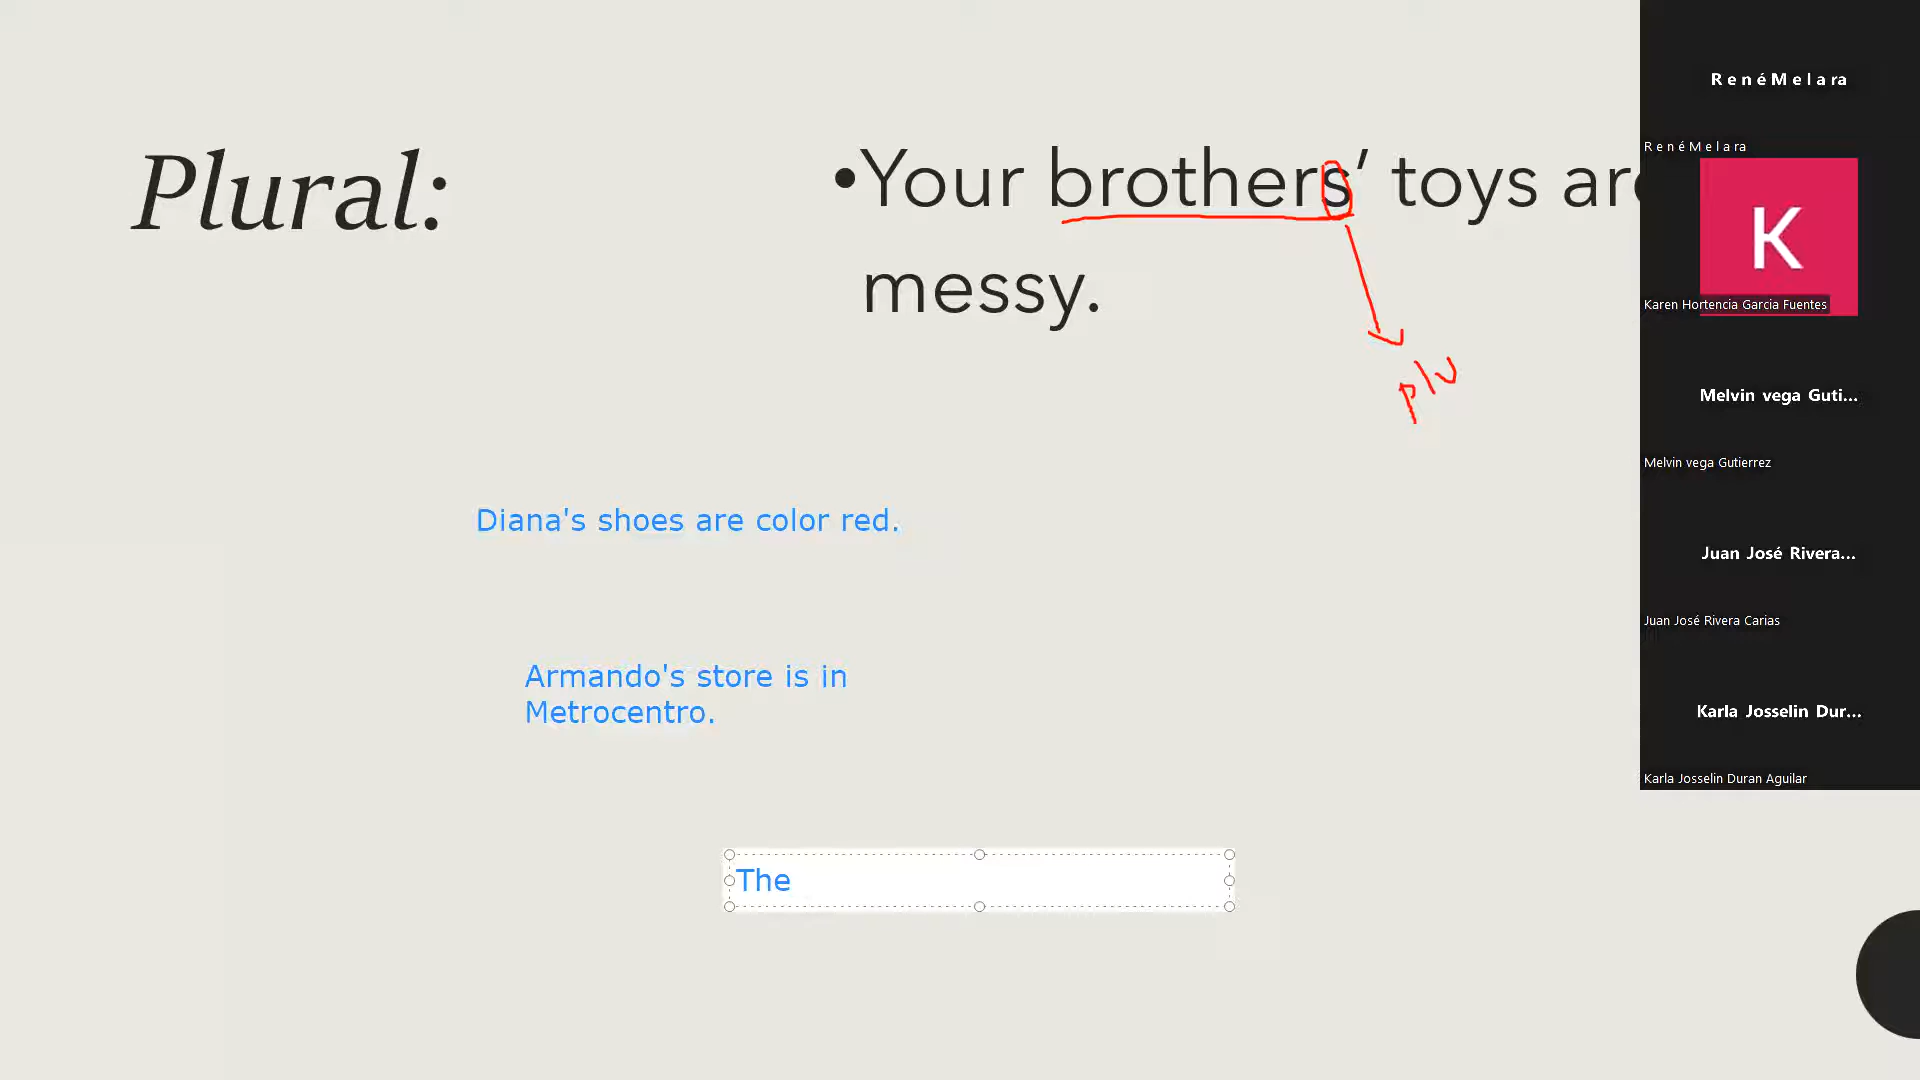 Plural:
•Your brothers’ toys are
messy.
plu
Diana's shoes are color red.
Armando's store is in
Metrocentro.
The
R e n é M e l a r a
R e n é M e l a r a
K
Karen Hortencia Garcia Fuentes
Melvin vega Guti...
Melvin vega Gutierrez
Juan José Rivera...
Juan José Rivera Carias
Karla Josselin Dur...
Karla Josselin Duran Aguilar